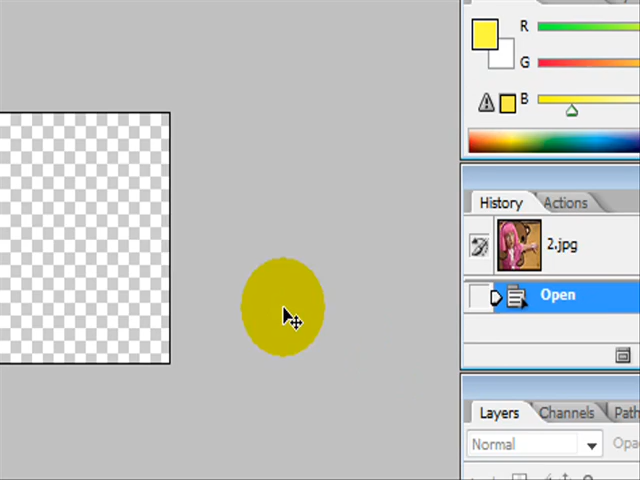 R
G
B
History
Actions
2.jpg
Open
Layers
Channels
Path
Normal
Opa